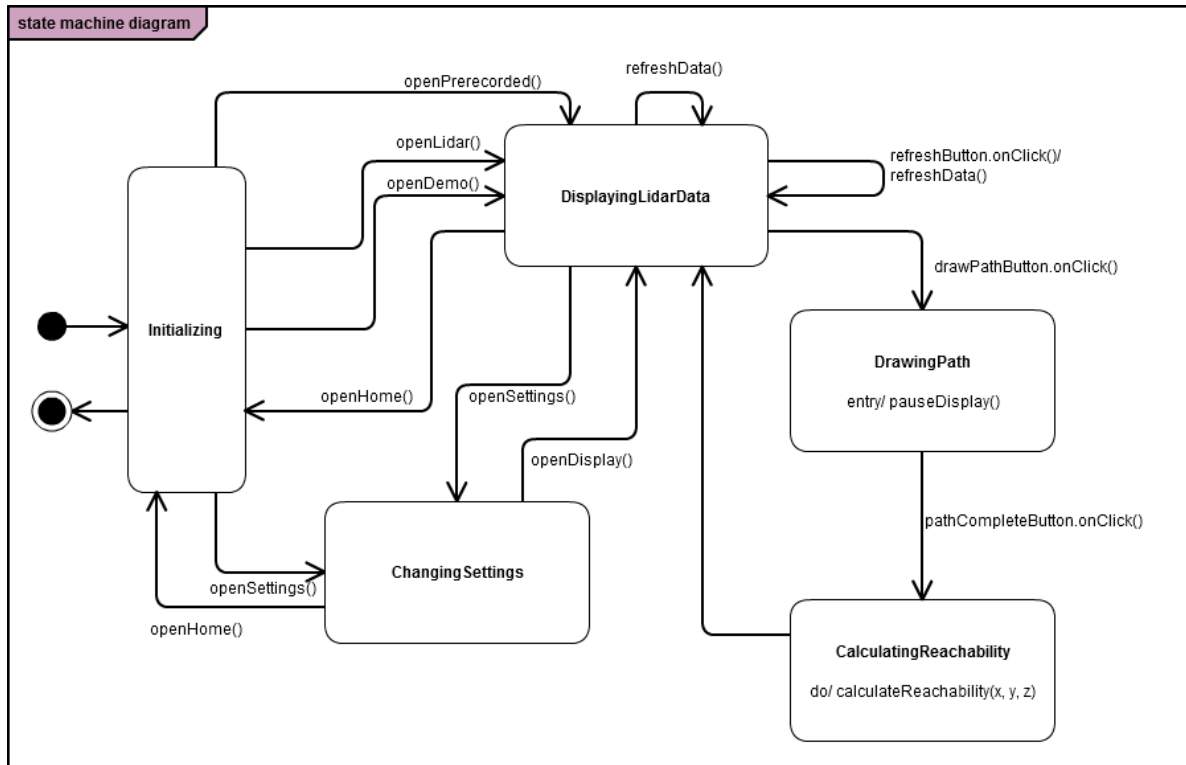 state machine diagram
openPrerecorded()
refreshData()
openLidar()
openDemo()
refreshButton.onClick()/
refreshData()
DisplayingLidarData
drawPathButton.onClick()
Initializing
DrawingPath
entry/ pauseDisplay()
openHome()
openSettings()
openDisplay()
pathCompleteButton.onClick()
ChangingSettings
openSettings()
openHome()
CalculatingReachability
do/ calculateReachability(x, y, z)